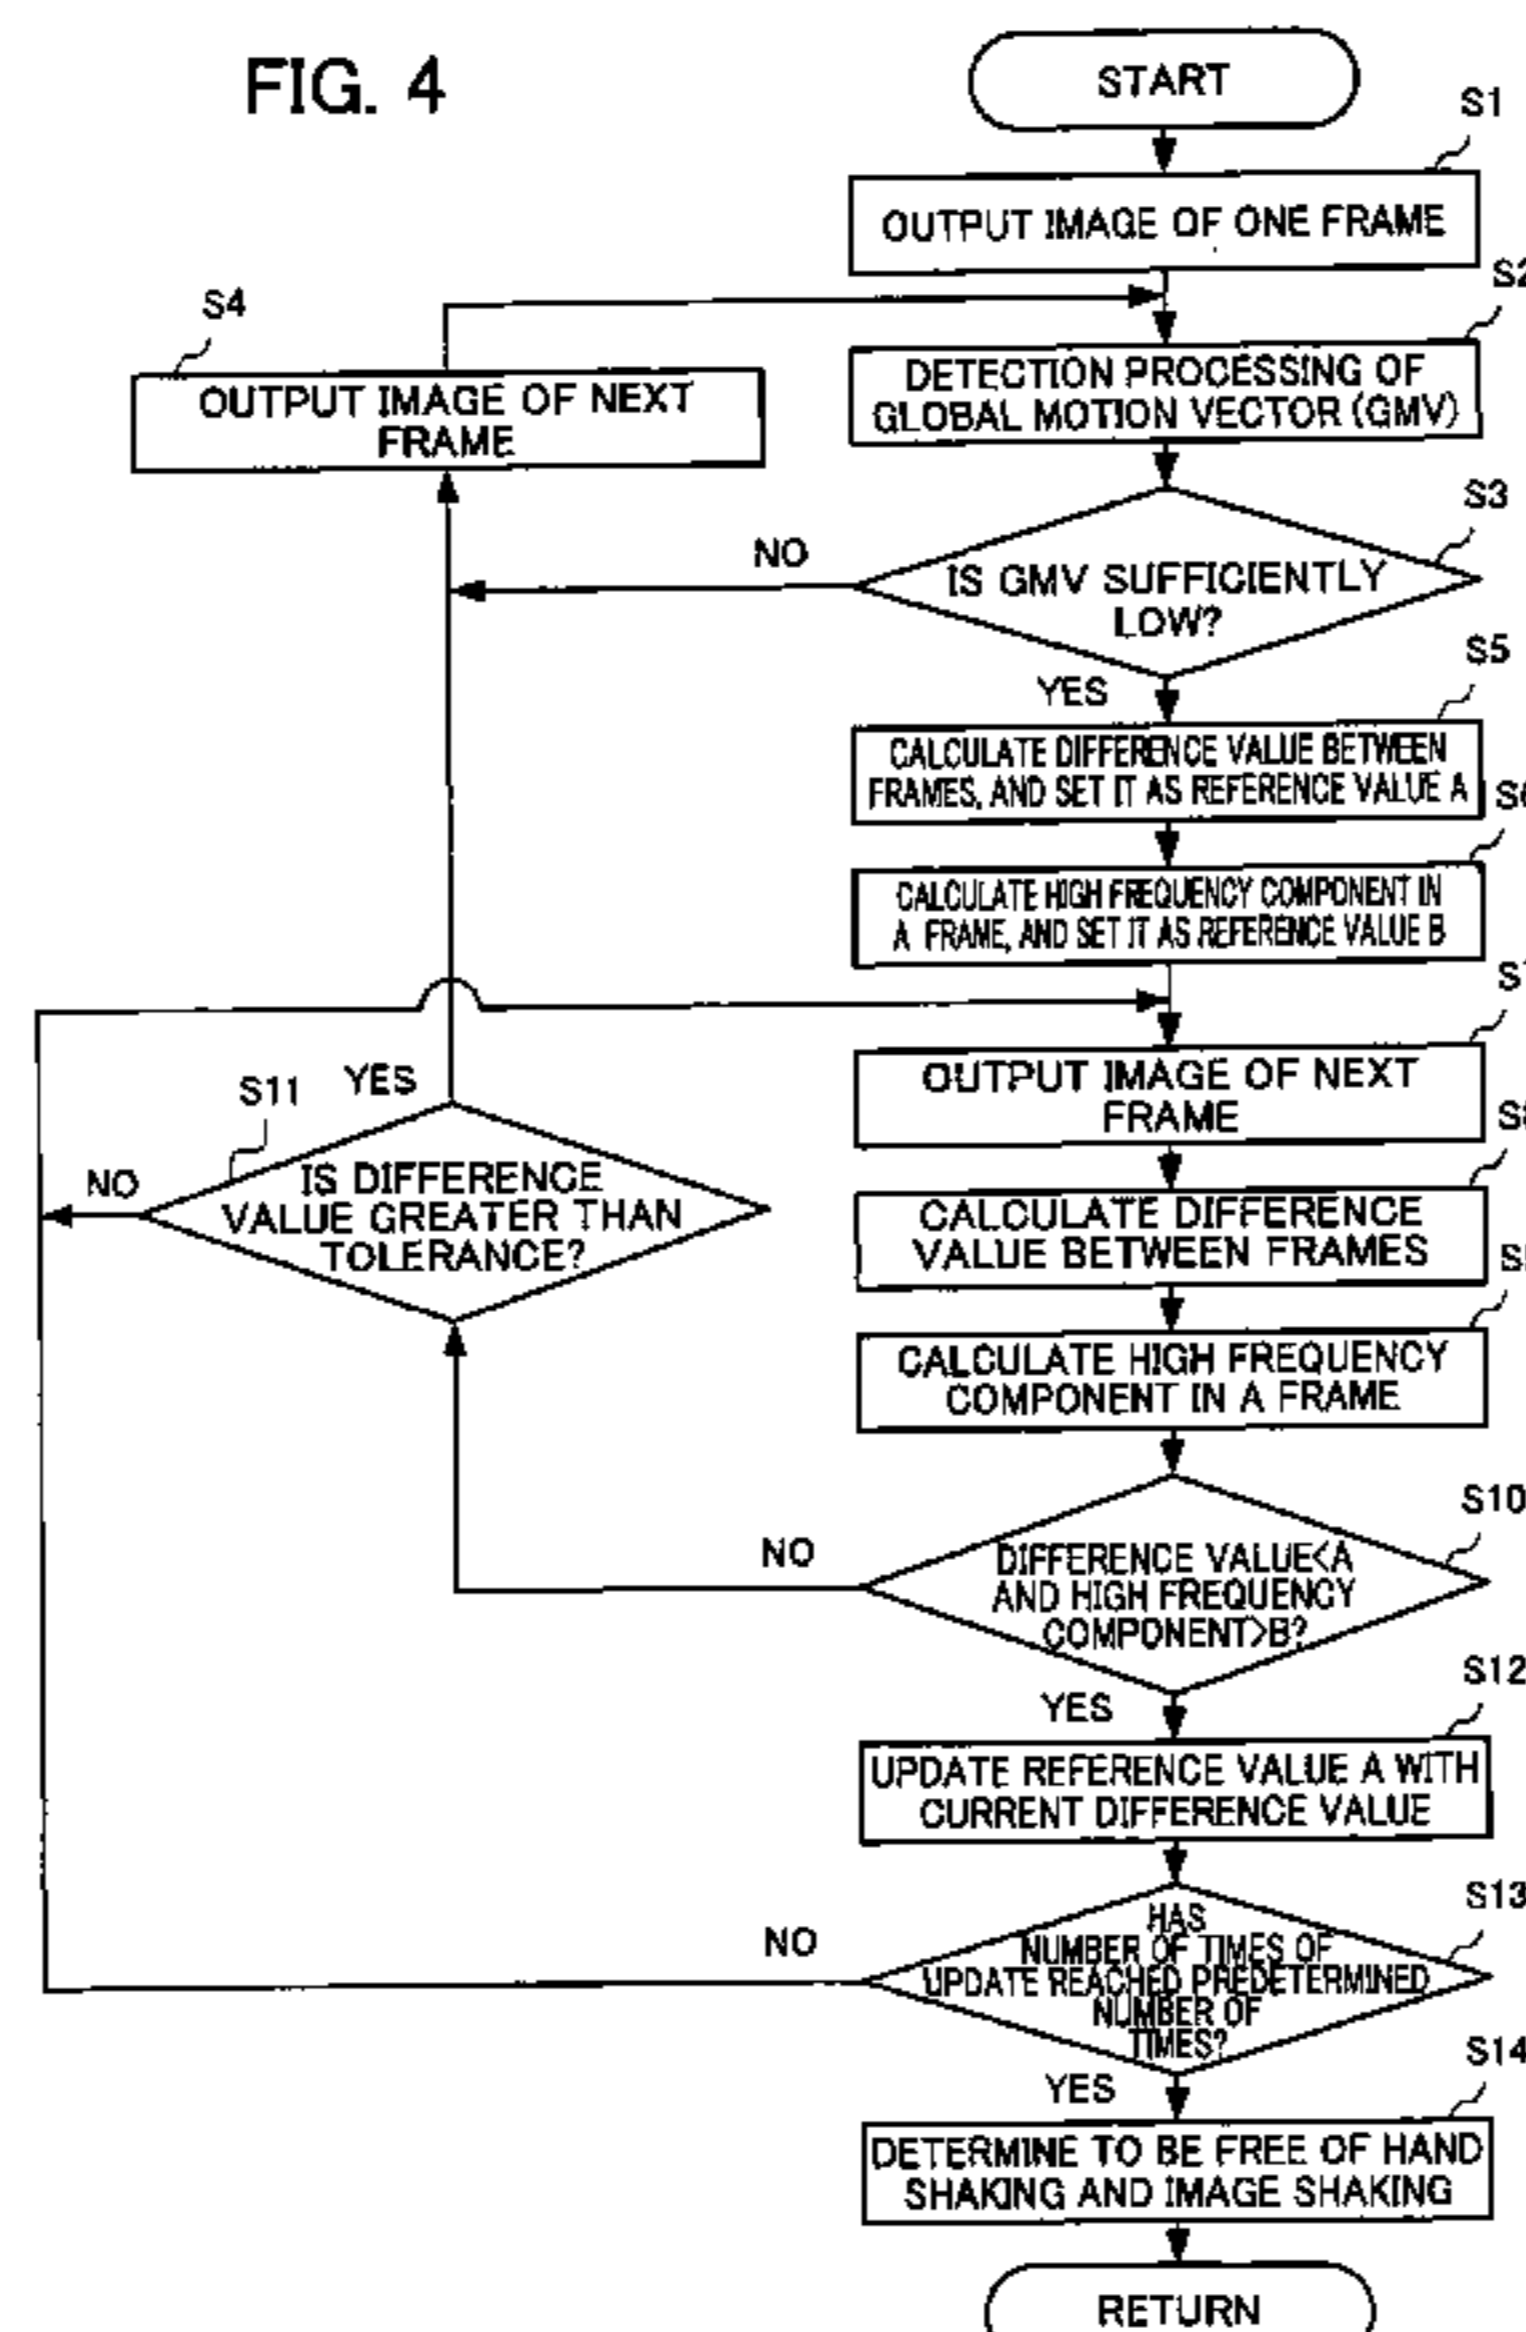 FIG. 4
START
S1
OUTPUT IMAGE OF ONE FRAME
S2
DETECTION PROCESSING OF
GLOBAL MOTION VECTOR (GMV)
S4
OUTPUT IMAGE OF NEXT
FRAME
S3
IS GMV SUFFICIENTLY
LOW?
NO
YES
S5
CALCULATE DIFFERENCE VALUE BETWEEN
FRAMES, AND SET IT AS REFERENCE VALUE A
CALCULATE HIGH FREQUENCY COMPONENT IN
A FRAME, AND SET IT AS REFERENCE VALUE B
OUTPUT IMAGE OF NEXT
FRAME
CALCULATE DIFFERENCE
VALUE BETWEEN FRAMES
CALCULATE HIGH FREQUENCY
COMPONENT IN A FRAME
S10
DIFFERENCE VALUE<A
AND HIGH FREQUENCY
COMPONENT>B?
NO
YES
S11
YES
NO
IS DIFFERENCE
VALUE GREATER THAN
TOLERANCE?
S12
UPDATE REFERENCE VALUE A WITH
CURRENT DIFFERENCE VALUE
S13
HAS
NUMBER OF TIMES OF
UPDATE REACHED PREDETERMINED
NUMBER OF
TIMES?
NO
YES
S14
DETERMINE TO BE FREE OF HAND
SHAKING AND IMAGE SHAKING
RETURN